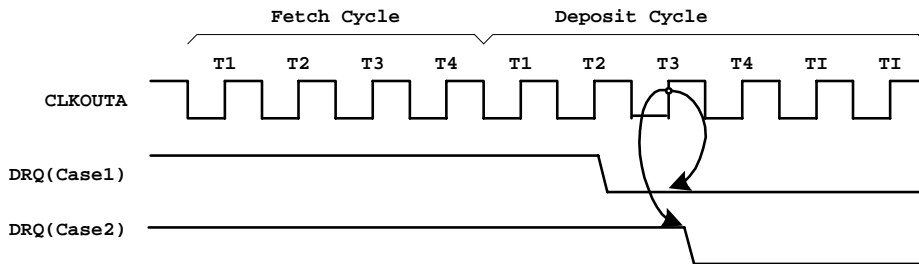 Fetch Cycle Deposit Cycle
T1 T2 T3 T4 T1 T2 T3 T4 TI TI
CLKOUTA
DRQ(Case1)
DRQ(Case2)